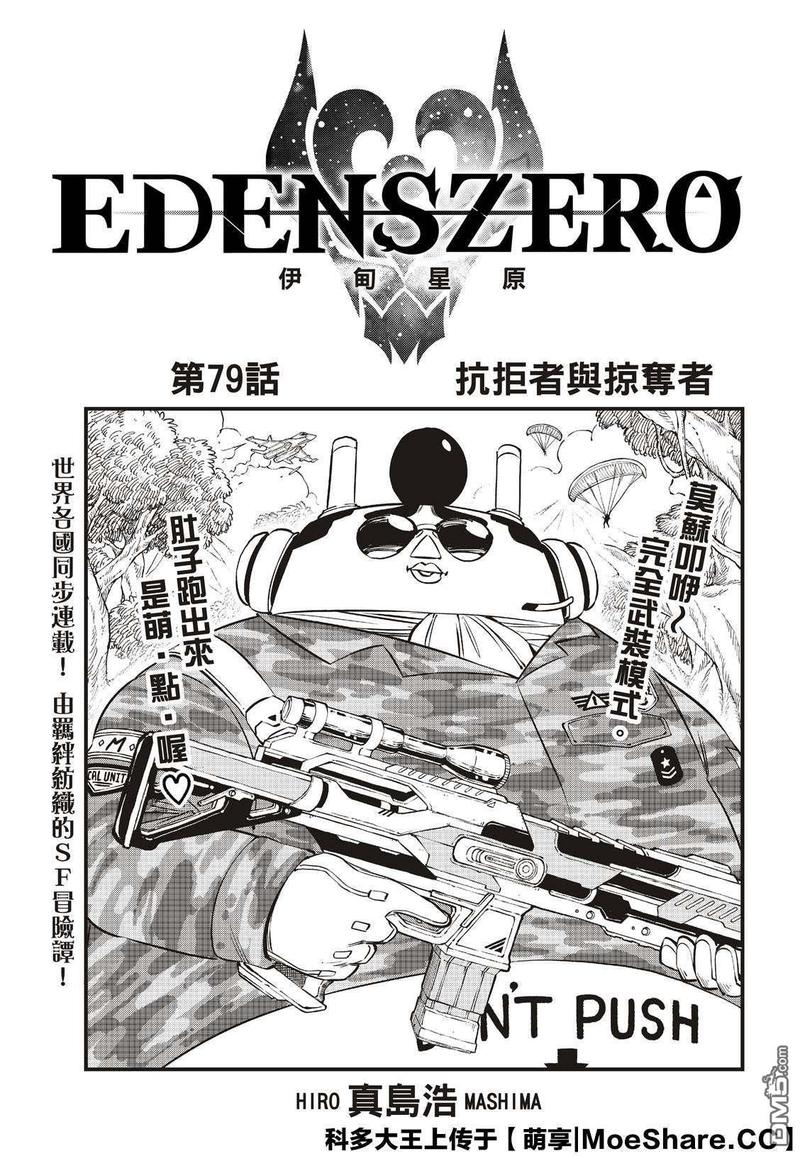 EDENSZERO
伊甸星原
第79話 抗拒者與掠奪者
世界各國同步連載！由羈絆紡織的SF冒險譚！
莫蘇叩咿～
完全武裝模式。
肚子跑出來
是萌·點·喔♡
M
CAL UNIT
N'T PUSH
HIRO 真島浩 MASHIMA
科多大王上传于【萌享|MoeShare.CC】
DM5.com